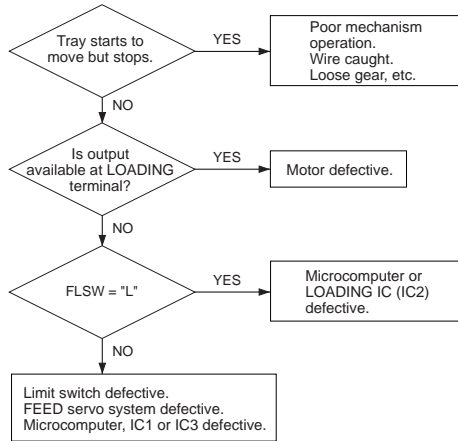 Tray starts to
move but stops.
YES
Poor mechanism
operation.
Wire caught.
Loose gear, etc.
NO
Is output
available at LOADING
terminal?
YES
Motor defective.
NO
FLSW = "L"
YES
Microcomputer or
LOADING IC (IC2)
defective.
NO
Limit switch defective.
FEED servo system defective.
Microcomputer, IC1 or IC3 defective.